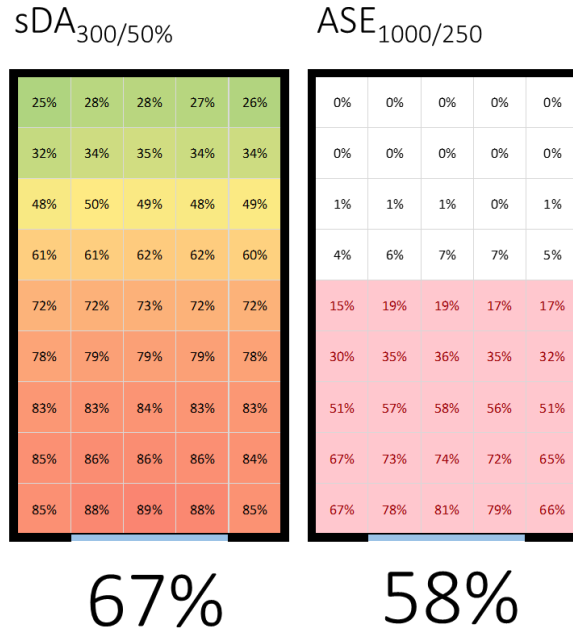 sDA300/50%
ASE1000/250
25% 28% 28% 27% 26%
32% 34% 35% 34% 34%
48% 50% 49% 48% 49%
61% 61% 62% 62% 60%
72% 72% 73% 72% 72%
78% 79% 79% 79% 78%
83% 83% 84% 83% 83%
85% 86% 86% 86% 84%
85% 88% 89% 88% 85%
0% 0% 0% 0% 0%
0% 0% 0% 0% 0%
1% 1% 1% 0% 1%
4% 6% 7% 7% 5%
15% 19% 19% 17% 17%
30% 35% 36% 35% 32%
51% 57% 58% 56% 51%
67% 73% 74% 72% 65%
67% 78% 81% 79% 66%
67%
58%